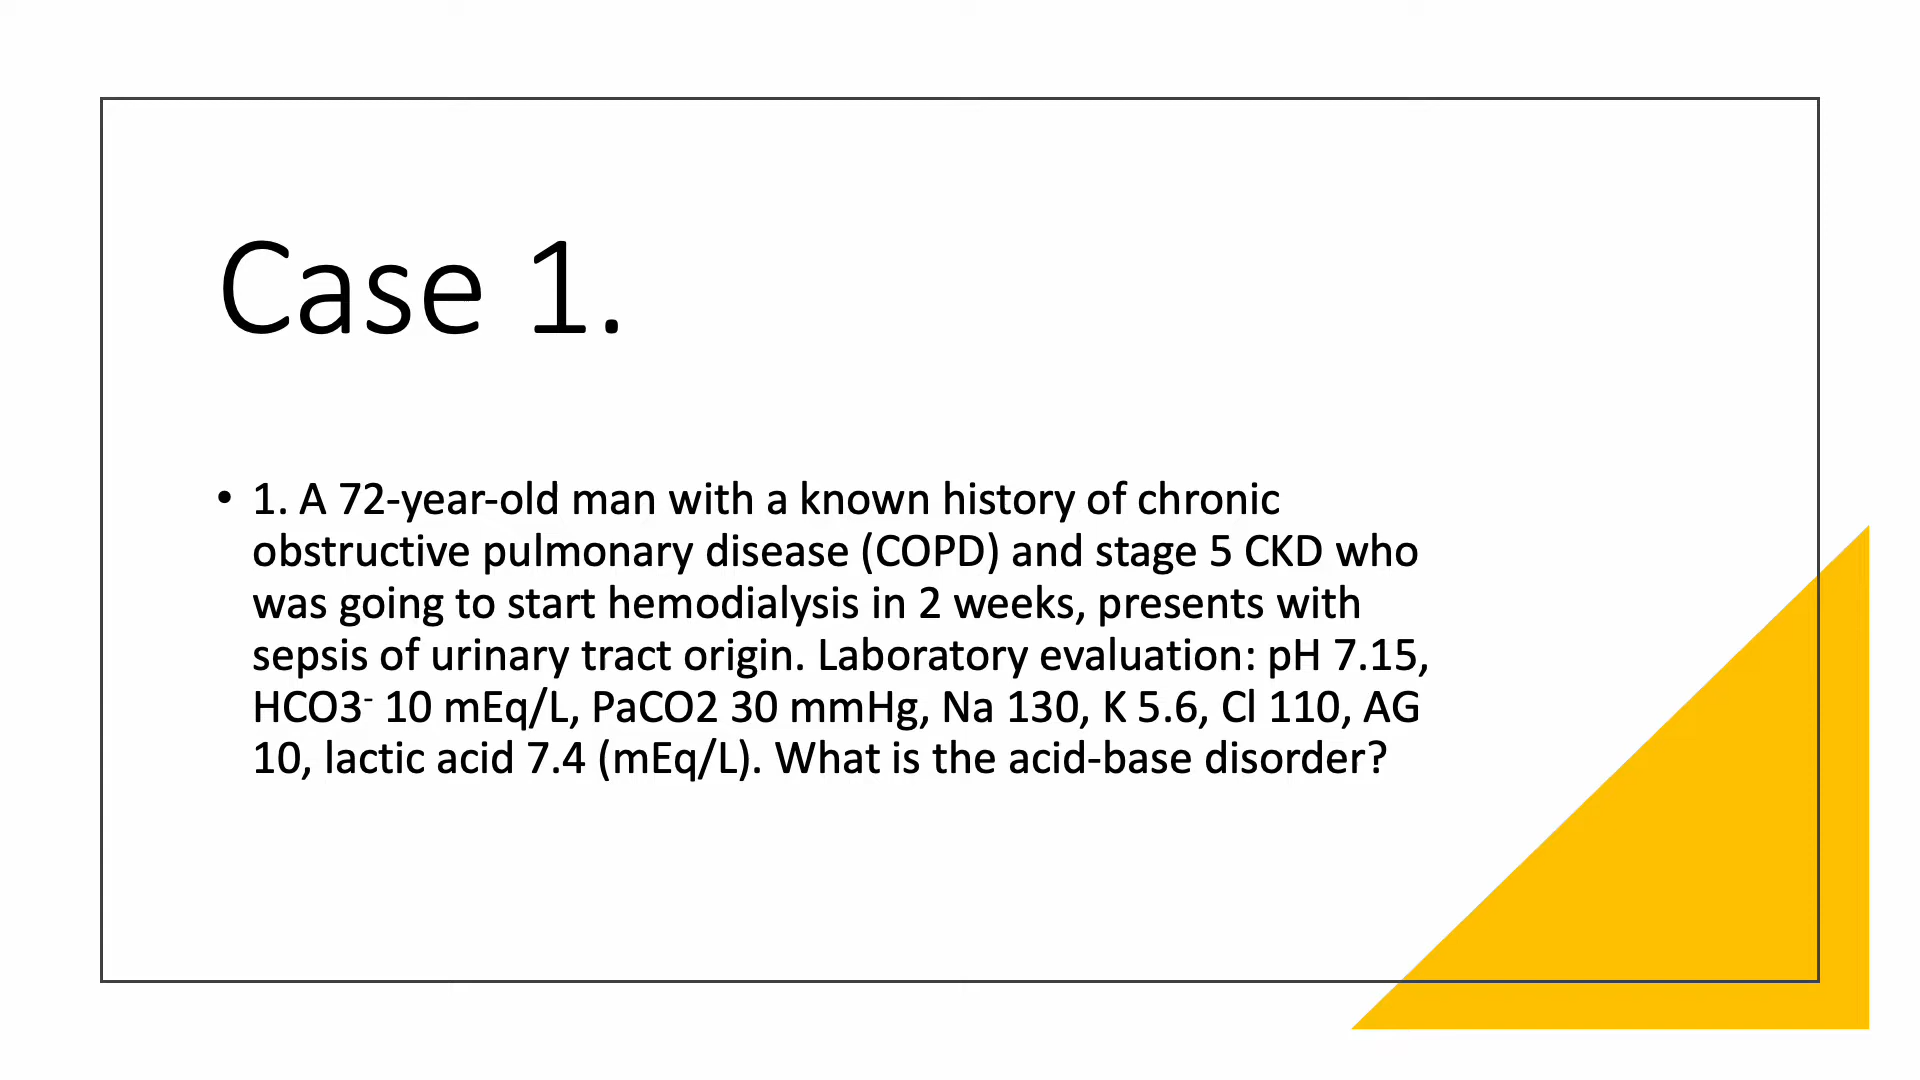 Case 1.
• 1. A 72-year-old man with a known history of chronic
obstructive pulmonary disease (COPD) and stage 5 CKD who
was going to start hemodialysis in 2 weeks, presents with
sepsis of urinary tract origin. Laboratory evaluation: pH 7.15,
HCO3⁻ 10 mEq/L, PaCO2 30 mmHg, Na 130, K 5.6, Cl 110, AG
10, lactic acid 7.4 (mEq/L). What is the acid-base disorder?